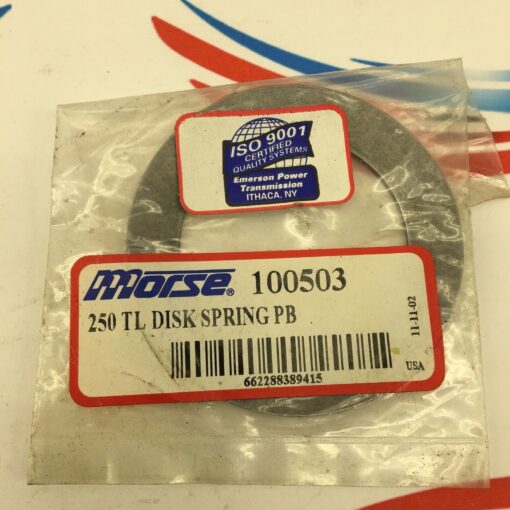 ISO 9001
CERTIFIED
QUALITY SYSTEMS
Emerson Power
Transmission
ITHACA, NY
morse® 100503
250 TL DISK SPRING PB
11-11-02
662288389415
USA